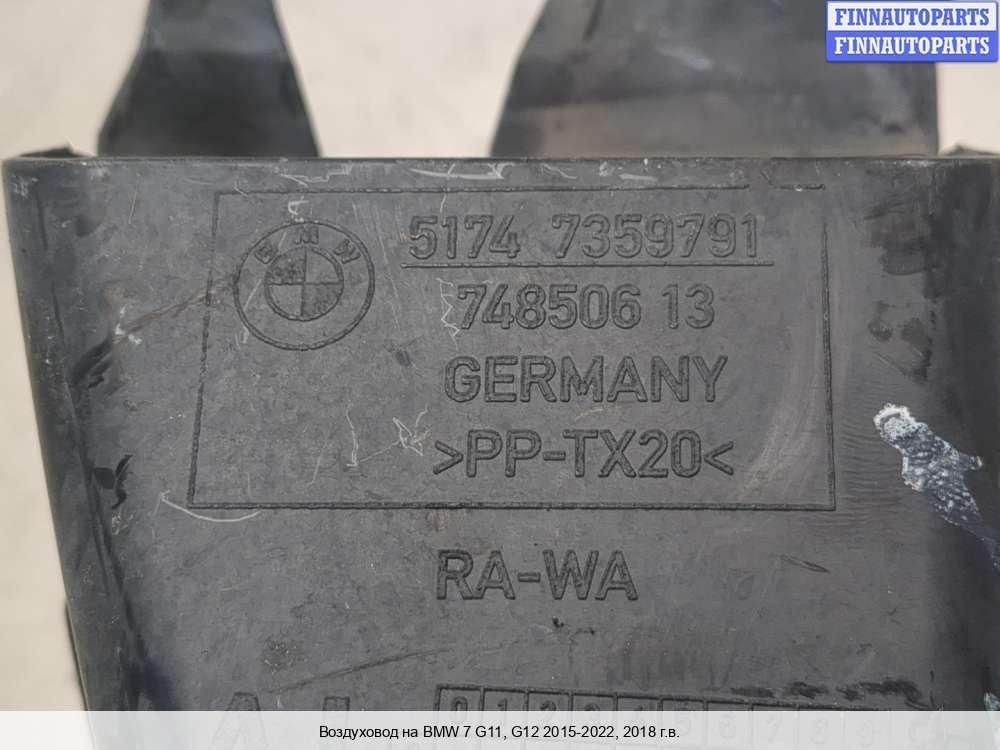 FINNAUTOPARTS
FINNAUTOPARTS
BMW
5174 7359791
748506 13
GERMANY
>PP-TX20<
RA-WA
Воздуховод на BMW 7 G11, G12 2015-2022, 2018 г.в.